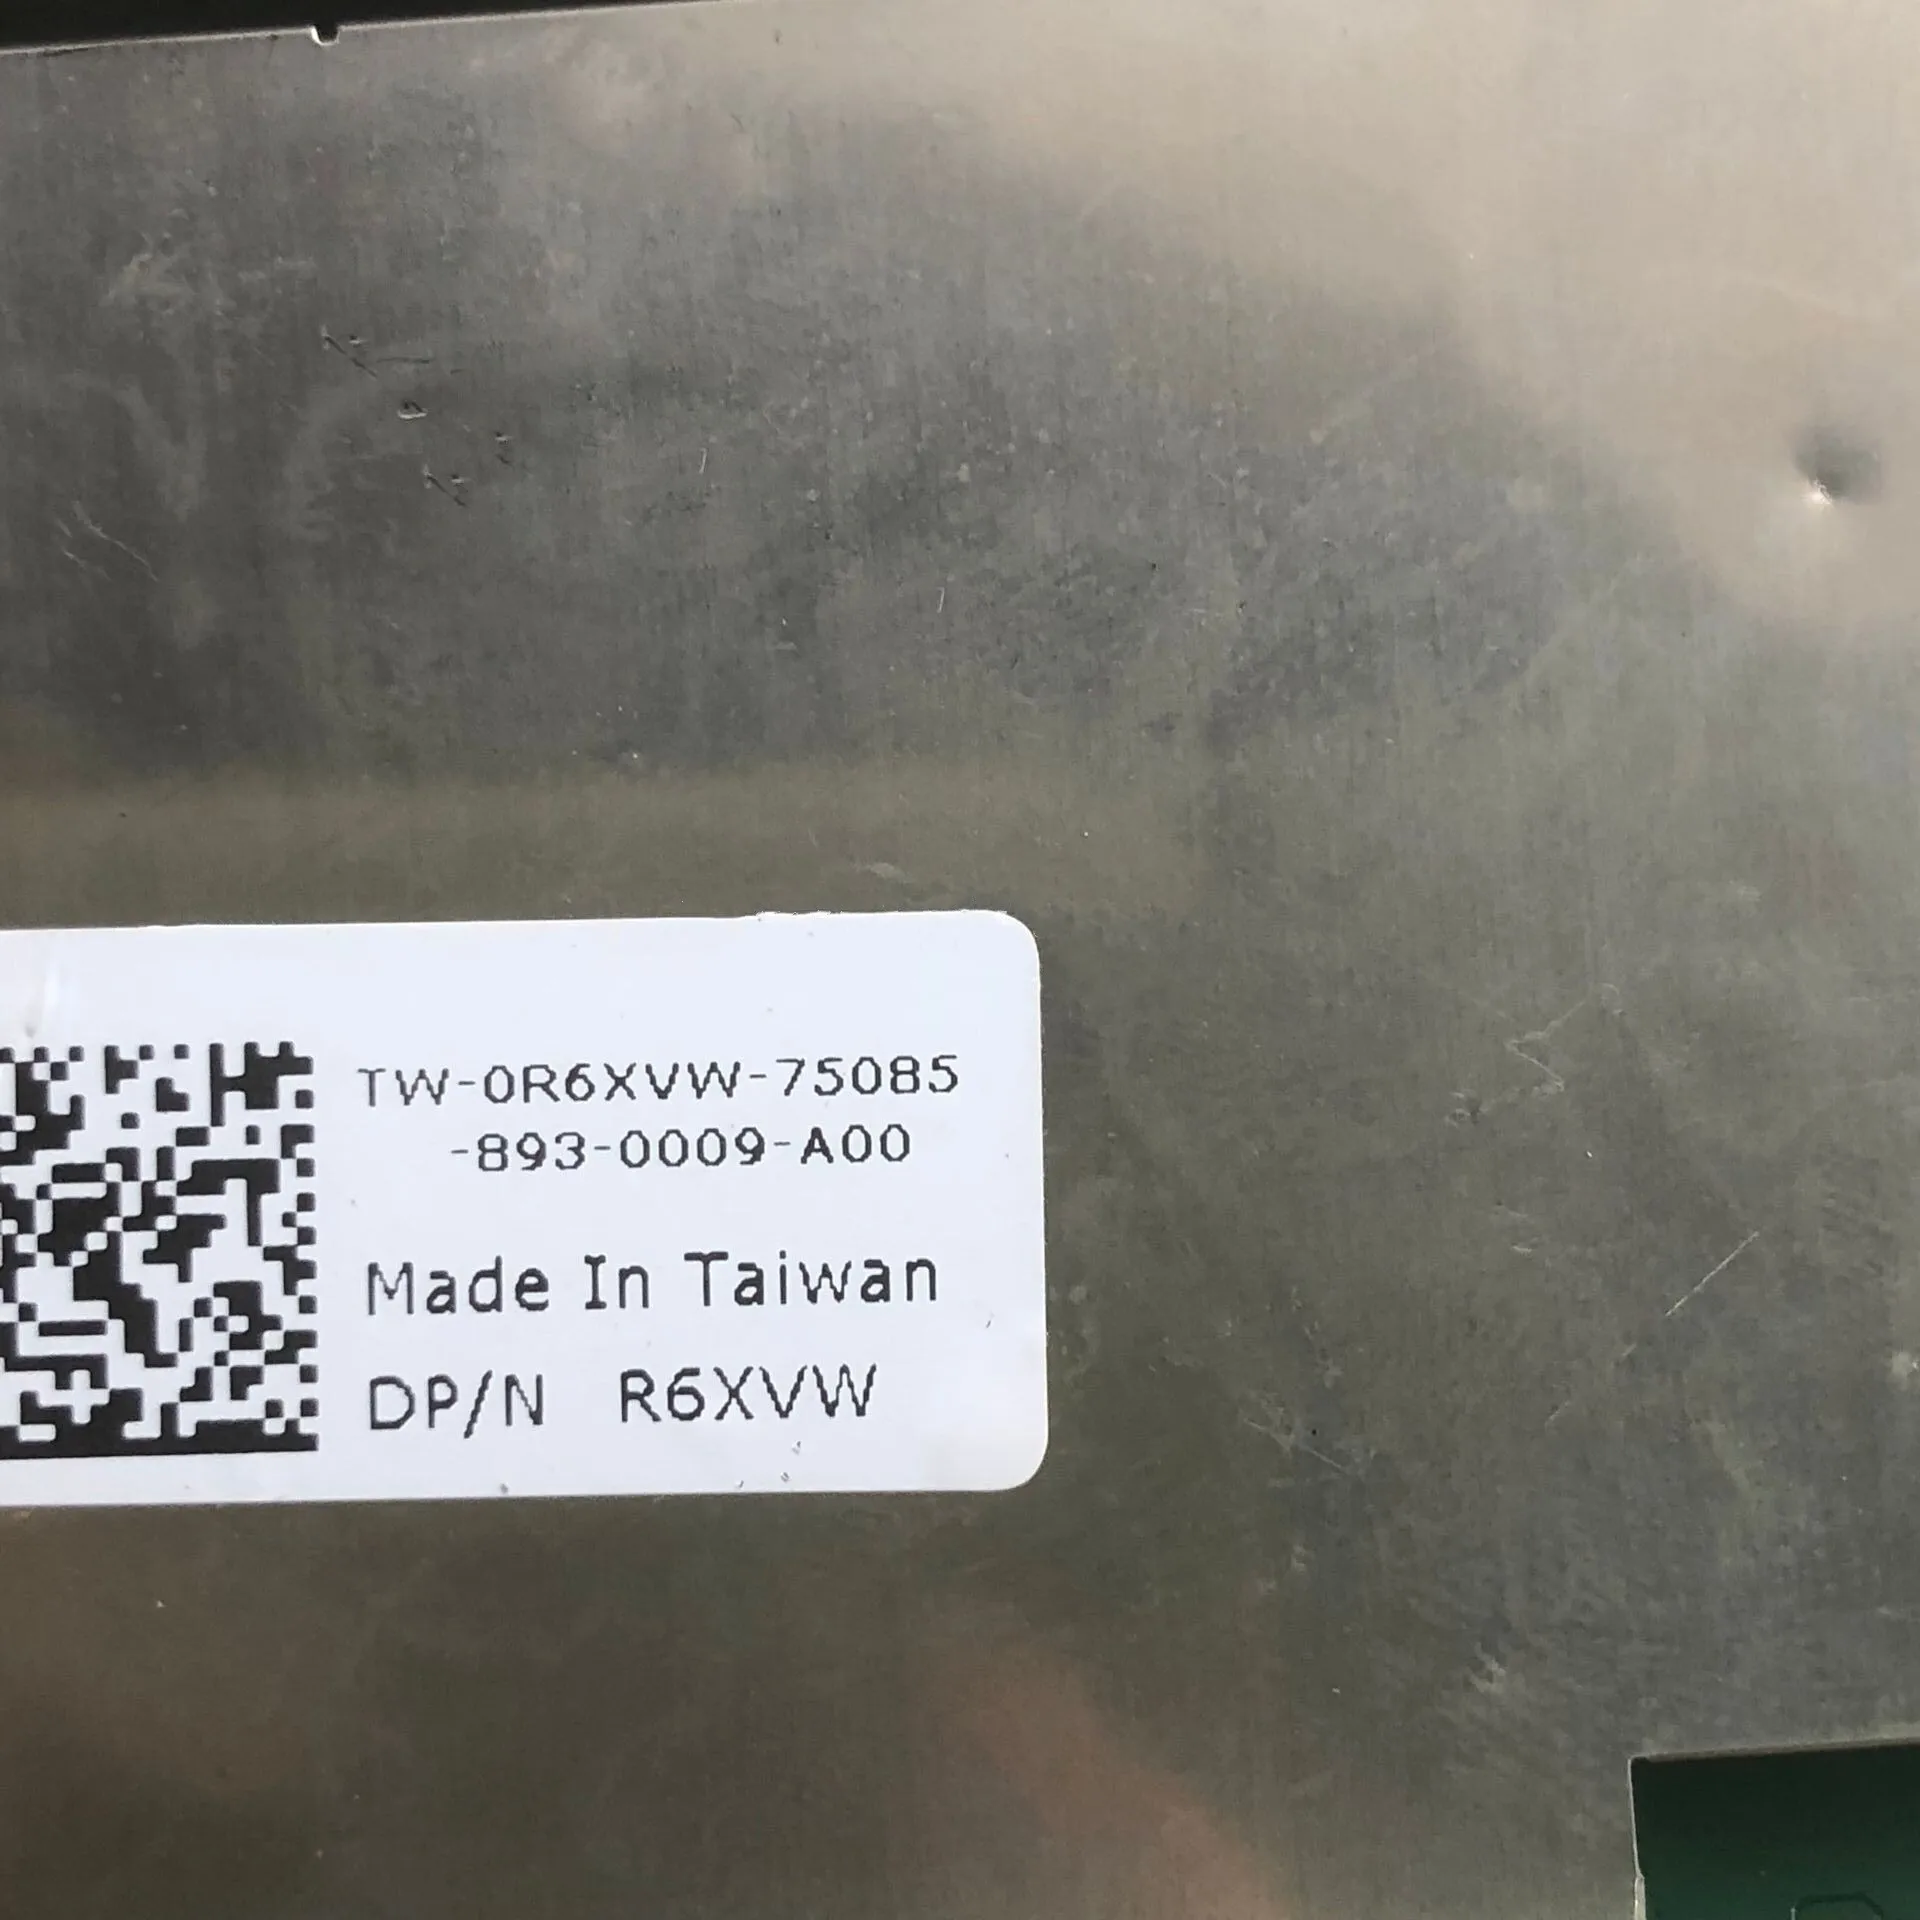 TW-0R6XVW-75085
-893-0009-A00
Made In Taiwan
DP/N R6XVW